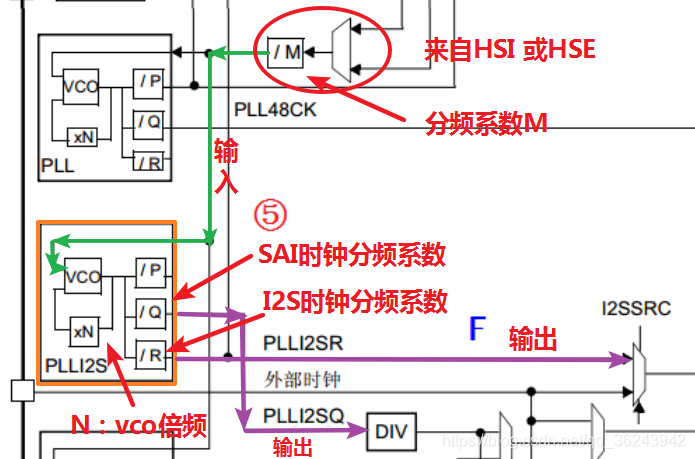 / M
来自HSI 或HSE
VCO
/ P
/ Q
xN
/ R
PLL
PLL48CK
分频系数M
输
入
⑤
SAI时钟分频系数
VCO
/ P
I2S时钟分频系数
/ Q
xN
/ R
PLLI2S
PLLI2SR
F
输出
I2SSRC
外部时钟
N：vco倍频
PLLI2SQ
DIV
输出
https://blog.csdn.net/qq_36243942